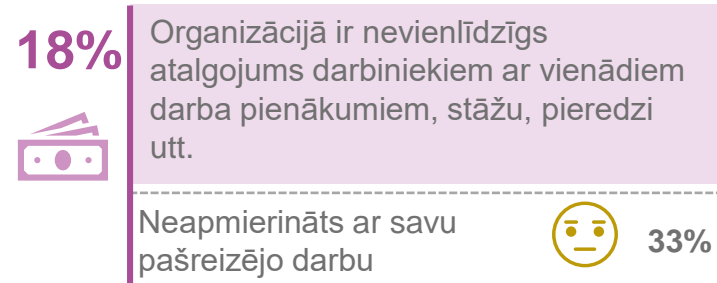 18%
Organizācijā ir nevienlīdzīgs
atalgojums darbiniekiem ar vienādiem
darba pienākumiem, stāžu, pieredzi
utt.
Neapmierināts ar savu
pašreizējo darbu
33%